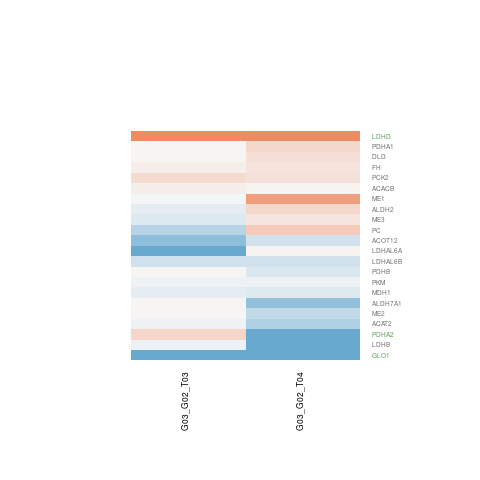 LDHD
PDHA1
DLD
FH
PCK2
ACACB
ME1
ALDH2
ME3
PC
ACOT12
LDHAL6A
LDHAL6B
PDHB
PKM
MDH1
ALDH7A1
ME2
ACAT2
PDHA2
LDHB
GLO1
G03_G02_T03
G03_G02_T04